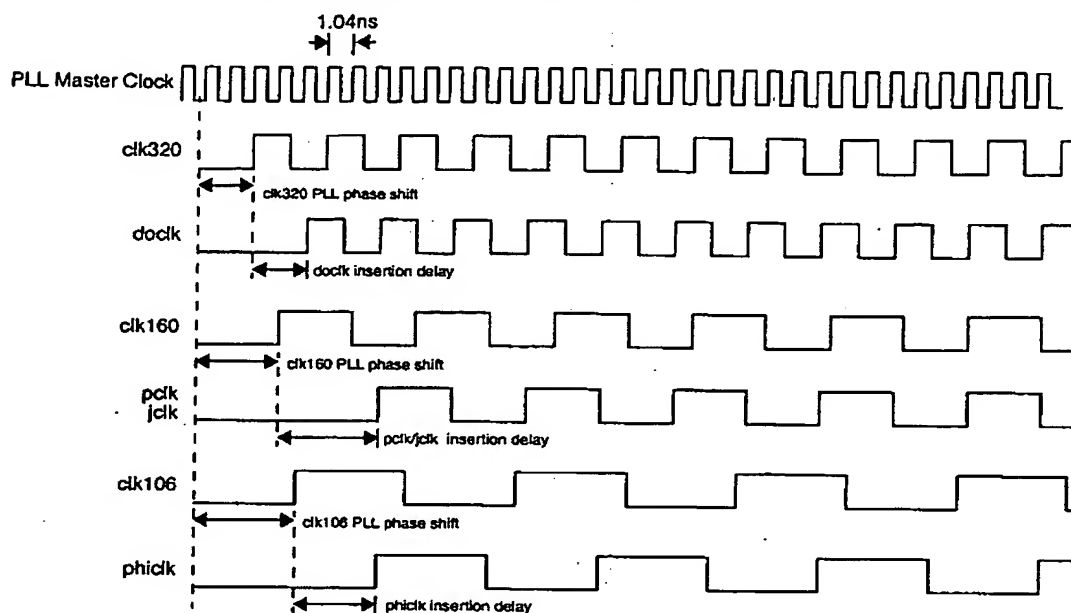 1.04ns
PLL Master Clock
clk320
clk320 PLL phase shift
doclk
doclk insertion delay
clk160
clk160 PLL phase shift
pclk
jclk
pclk/jclk insertion delay
clk106
clk106 PLL phase shift
phiclk
phiclk insertion delay